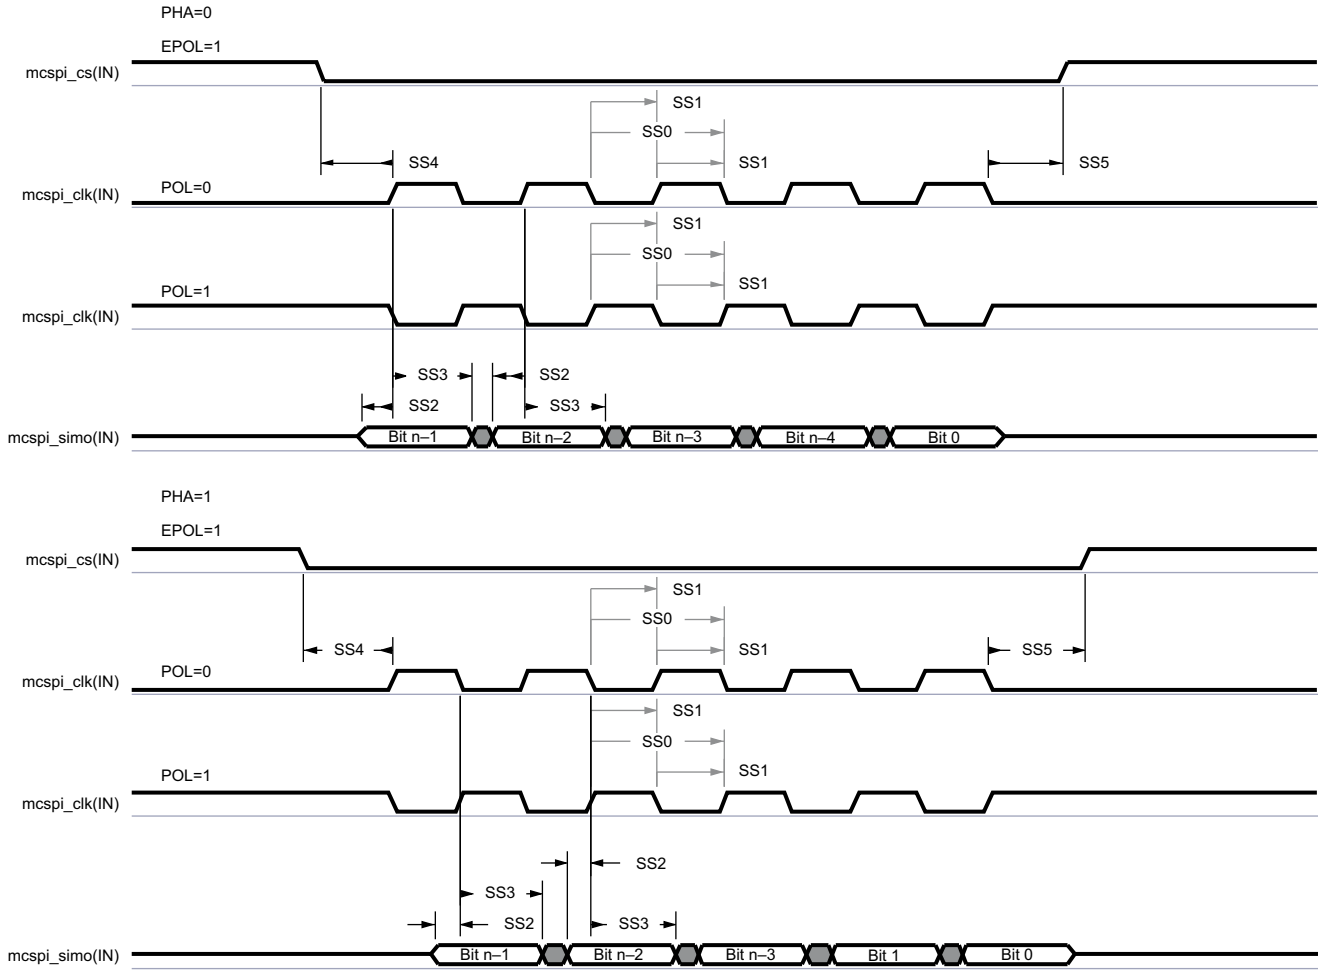 PHA=0
EPOL=1
mcspi_cs(IN)
SS1
SS0
SS4
SS1
SS5
POL=0
mcspi_clk(IN)
SS1
SS0
SS1
POL=1
mcspi_clk(IN)
SS3
SS2
SS2
SS3
mcspi_simo(IN)
Bit n–1
Bit n–2
Bit n–3
Bit n–4
Bit 0
PHA=1
EPOL=1
mcspi_cs(IN)
SS1
SS0
SS4
SS1
SS5
POL=0
mcspi_clk(IN)
SS1
SS0
SS1
POL=1
mcspi_clk(IN)
SS2
SS3
SS2
SS3
mcspi_simo(IN)
Bit n–1
Bit n–2
Bit n–3
Bit 1
Bit 0